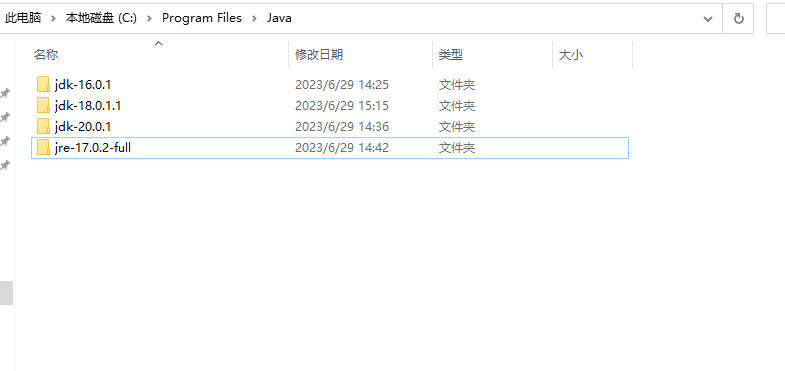 此电脑 本地磁盘 (C:) Program Files Java
名称 修改日期 类型 大小
jdk-16.0.1 2023/6/29 14:25 文件夹
jdk-18.0.1.1 2023/6/29 15:15 文件夹
jdk-20.0.1 2023/6/29 14:36 文件夹
jre-17.0.2-full 2023/6/29 14:42 文件夹